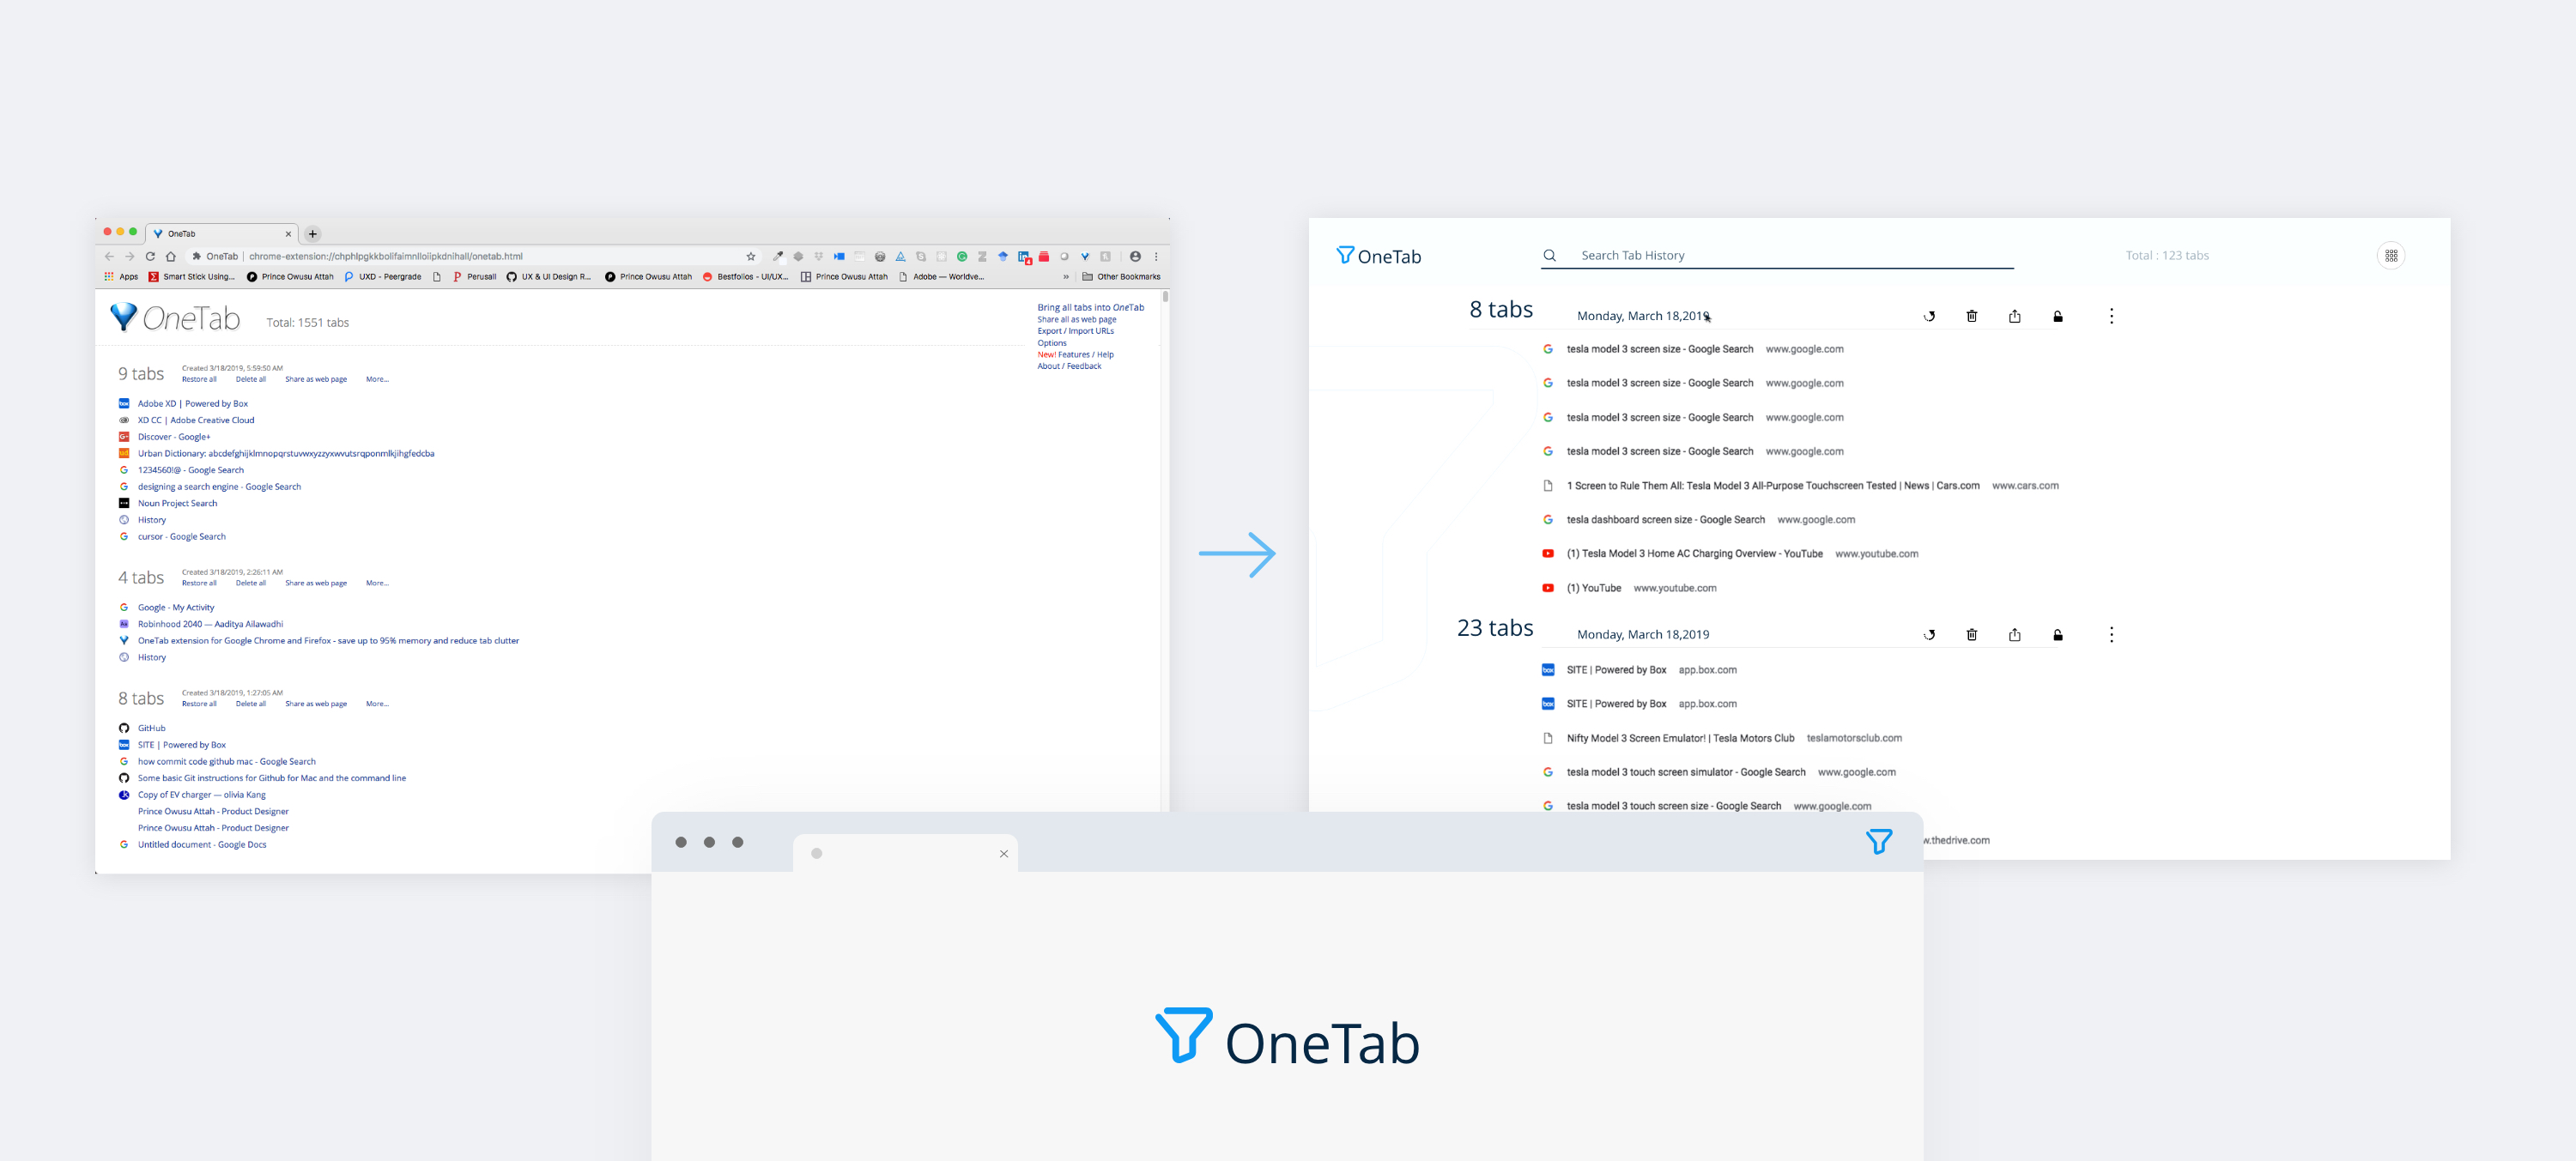 OneTab
OneTab | chrome-extension://chphlpgkkbolifaimnlloiipkdnihall/onetab.html
Apps Smart Stick Using... Prince Owusu Attah UXD - Peergrade Perusall UX & UI Design R... Prince Owusu Attah Bestfolios - UI/UX... Prince Owusu Attah Adobe — Worldve... » Other Bookmarks
OneTab Total: 1551 tabs
Bring all tabs into OneTab
Share all as web page
Export / Import URLs
Options
New! Features / Help
About / Feedback
9 tabs
Created 3/18/2019, 5:59:50 AM
Restore all Delete all Share as web page More...
Adobe XD | Powered by Box
XD CC | Adobe Creative Cloud
Discover - Google+
Urban Dictionary: abcdefghijklmnopqrstuvwxyzzyxwvutsrqponmlkjihgfedcba
1234560!@ - Google Search
designing a search engine - Google Search
Noun Project Search
History
cursor - Google Search
4 tabs
Created 3/18/2019, 2:26:11 AM
Restore all Delete all Share as web page More...
Google - My Activity
Robinhood 2040 — Aaditya Ailawadhi
OneTab extension for Google Chrome and Firefox - save up to 95% memory and reduce tab clutter
History
8 tabs
Created 3/18/2019, 1:27:05 AM
Restore all Delete all Share as web page More...
GitHub
SITE | Powered by Box
how commit code github mac - Google Search
Some basic Git instructions for Github for Mac and the command line
Copy of EV charger — olivia Kang
Prince Owusu Attah - Product Designer
Prince Owusu Attah - Product Designer
Untitled document - Google Docs
OneTab Search Tab History Total : 123 tabs
8 tabs Monday, March 18,2019
tesla model 3 screen size - Google Search www.google.com
tesla model 3 screen size - Google Search www.google.com
tesla model 3 screen size - Google Search www.google.com
tesla model 3 screen size - Google Search www.google.com
1 Screen to Rule Them All: Tesla Model 3 All-Purpose Touchscreen Tested | News | Cars.com www.cars.com
tesla dashboard screen size - Google Search www.google.com
(1) Tesla Model 3 Home AC Charging Overview - YouTube www.youtube.com
(1) YouTube www.youtube.com
23 tabs Monday, March 18,2019
SITE | Powered by Box app.box.com
SITE | Powered by Box app.box.com
Nifty Model 3 Screen Emulator! | Tesla Motors Club teslamotorsclub.com
tesla model 3 touch screen simulator - Google Search www.google.com
tesla model 3 touch screen size - Google Search www.google.com
w.thedrive.com
OneTab